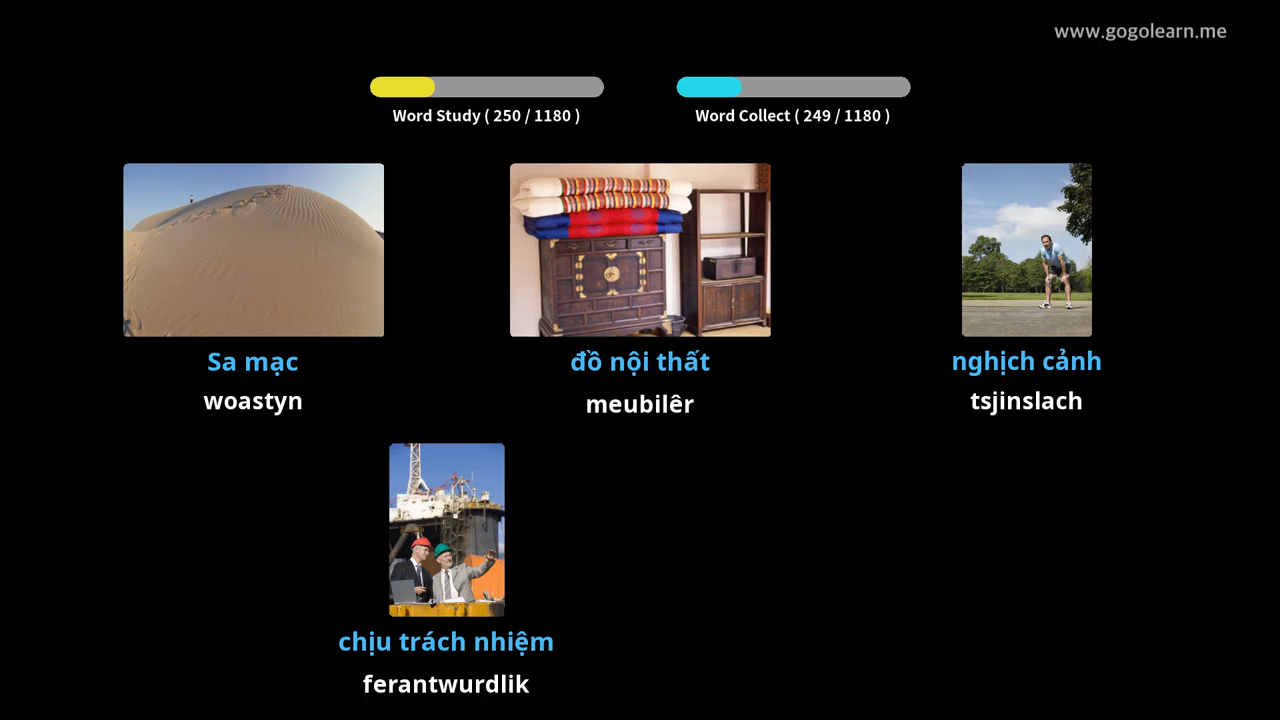 www.gogolearn.me
Word Study ( 250 / 1180 )
Word Collect ( 249 / 1180 )
Sa mạc
woastyn
đồ nội thất
meubilêr
nghịch cảnh
tsjinslach
chịu trách nhiệm
ferantwurdlik